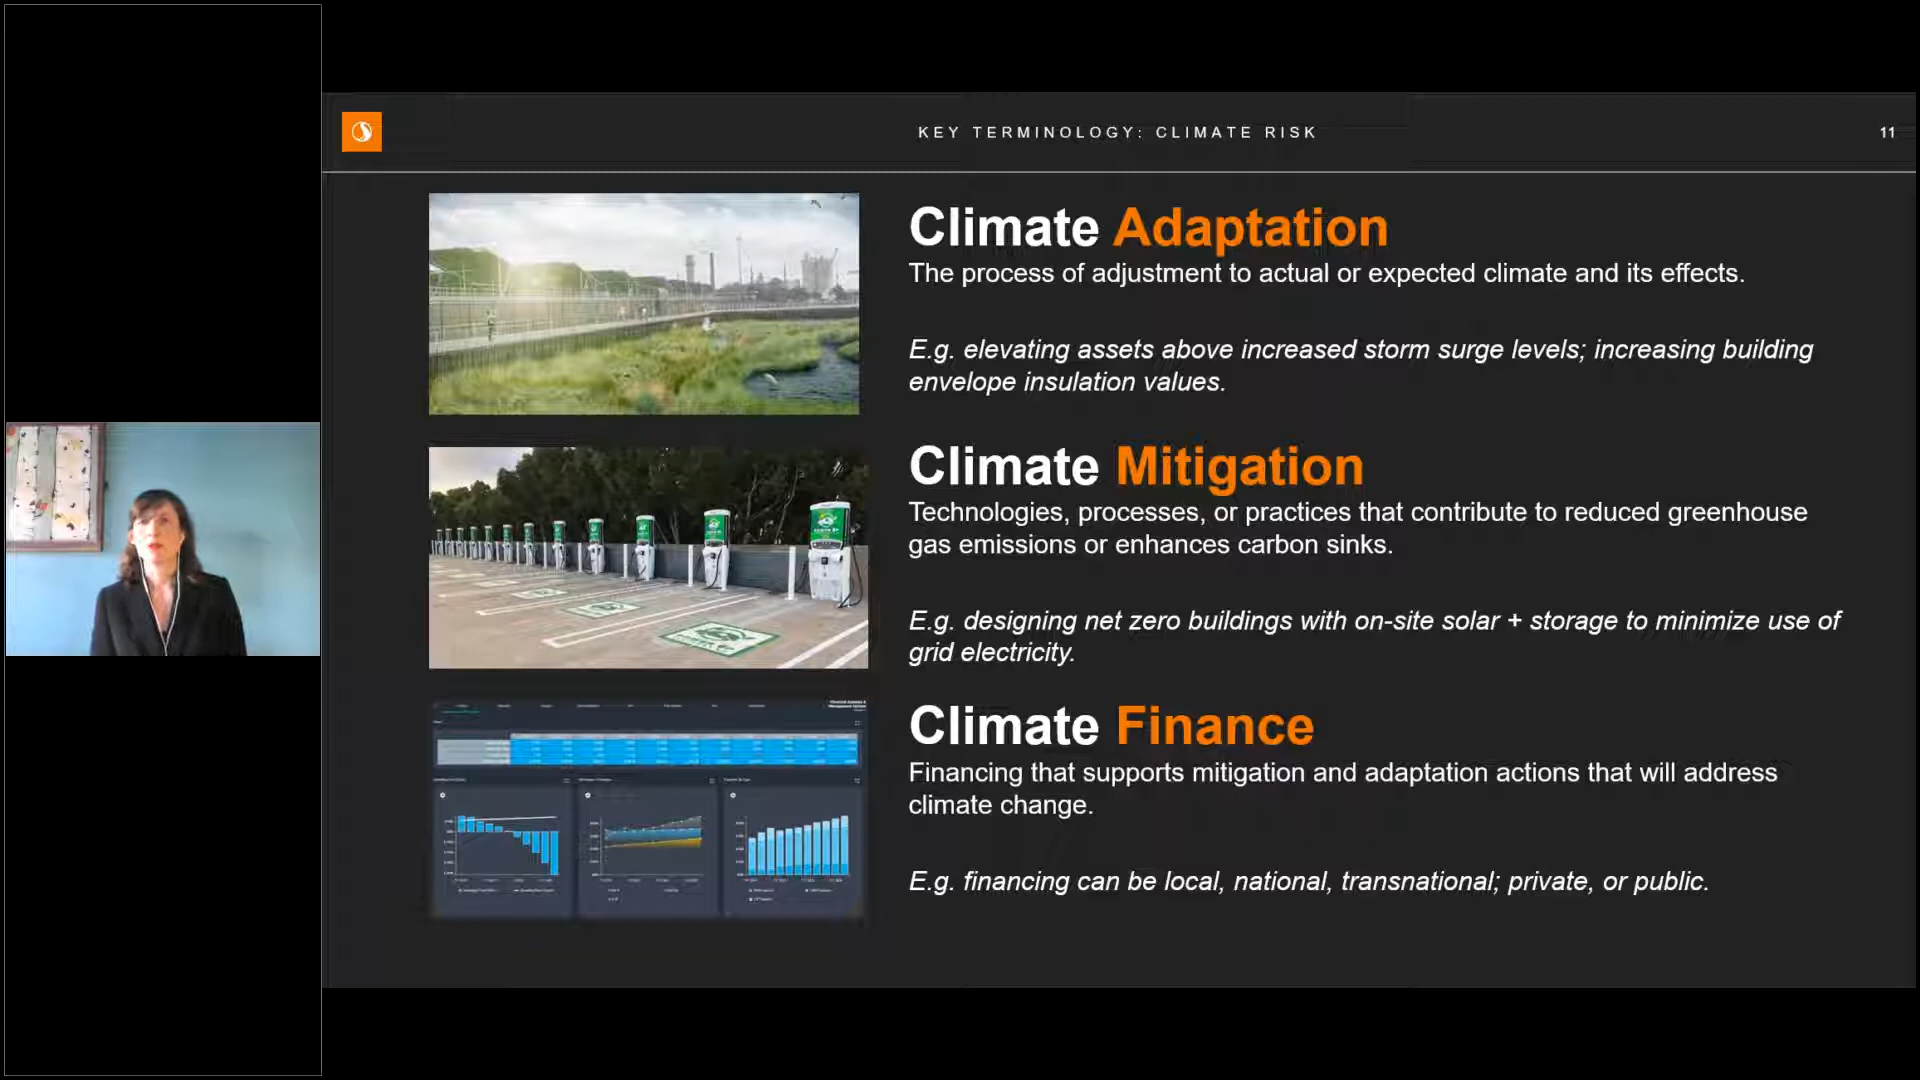 KEY TERMINOLOGY: CLIMATE RISK
11
Climate Adaptation
The process of adjustment to actual or expected climate and its effects.
E.g. elevating assets above increased storm surge levels; increasing building
envelope insulation values.
Climate Mitigation
Technologies, processes, or practices that contribute to reduced greenhouse
gas emissions or enhances carbon sinks.
E.g. designing net zero buildings with on-site solar + storage to minimize use of
grid electricity.
Climate Finance
Financing that supports mitigation and adaptation actions that will address
climate change.
E.g. financing can be local, national, transnational; private, or public.